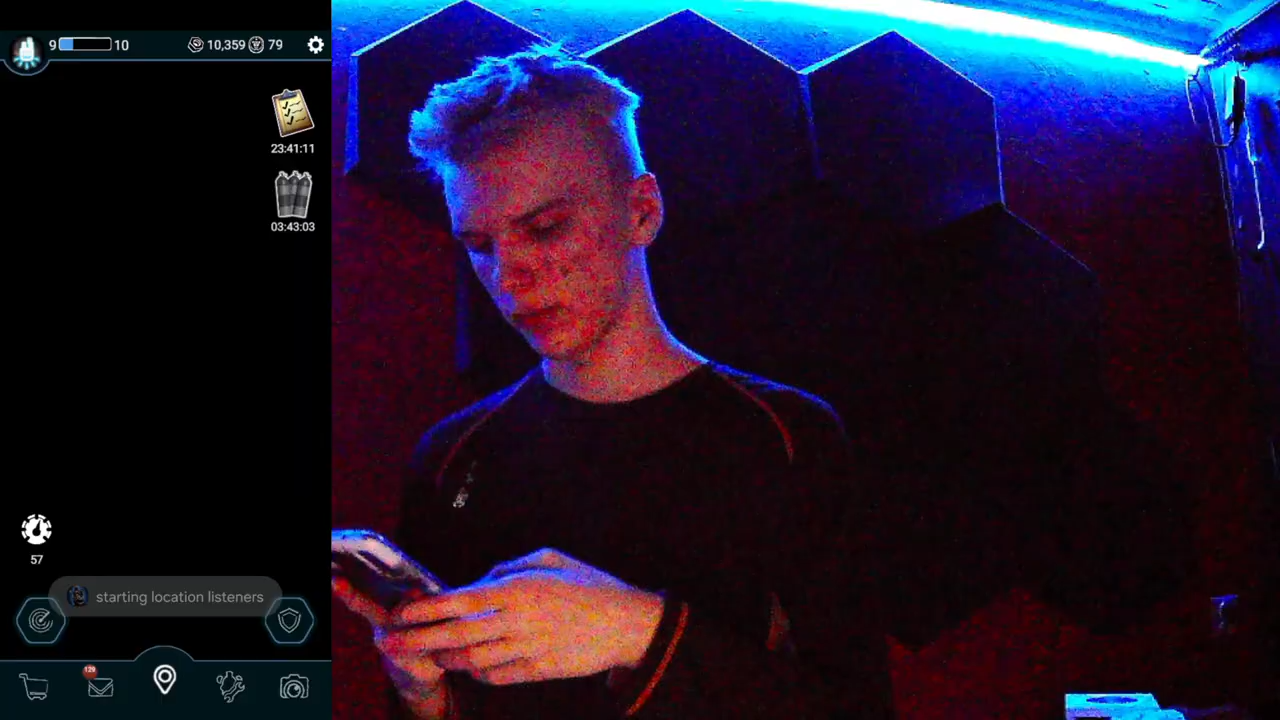 9 10 10,359 79
23:41:11
03:43:03
57
starting location listeners
129